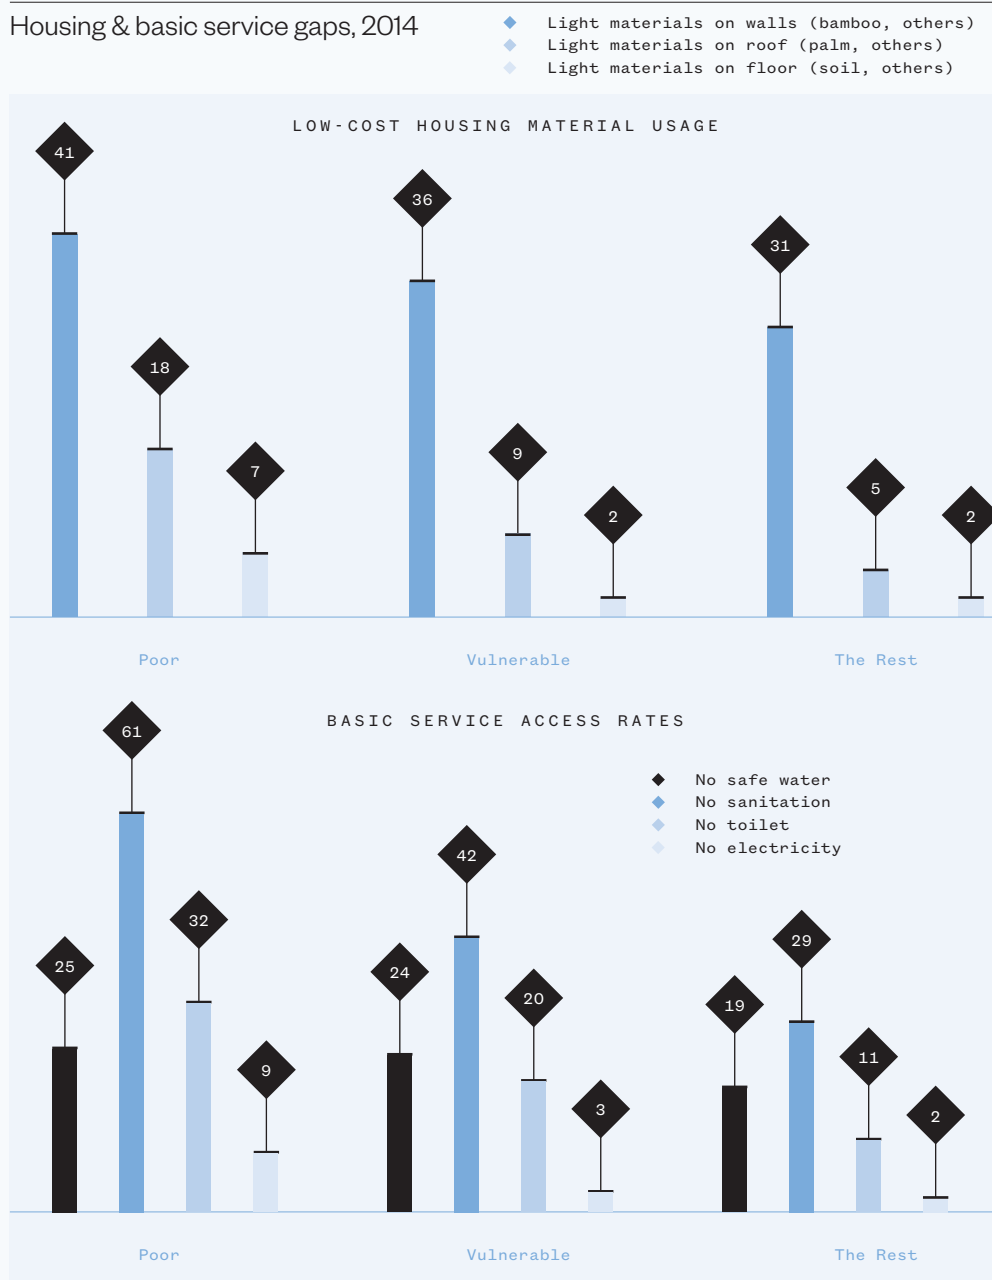 Housing & basic service gaps, 2014
Light materials on walls (bamboo, others)
Light materials on roof (palm, others)
Light materials on floor (soil, others)
LOW-COST HOUSING MATERIAL USAGE
41
18
7
36
9
2
31
5
2
Poor
Vulnerable
The Rest
BASIC SERVICE ACCESS RATES
No safe water
No sanitation
No toilet
No electricity
25
61
32
9
24
42
20
3
19
29
11
2
Poor
Vulnerable
The Rest